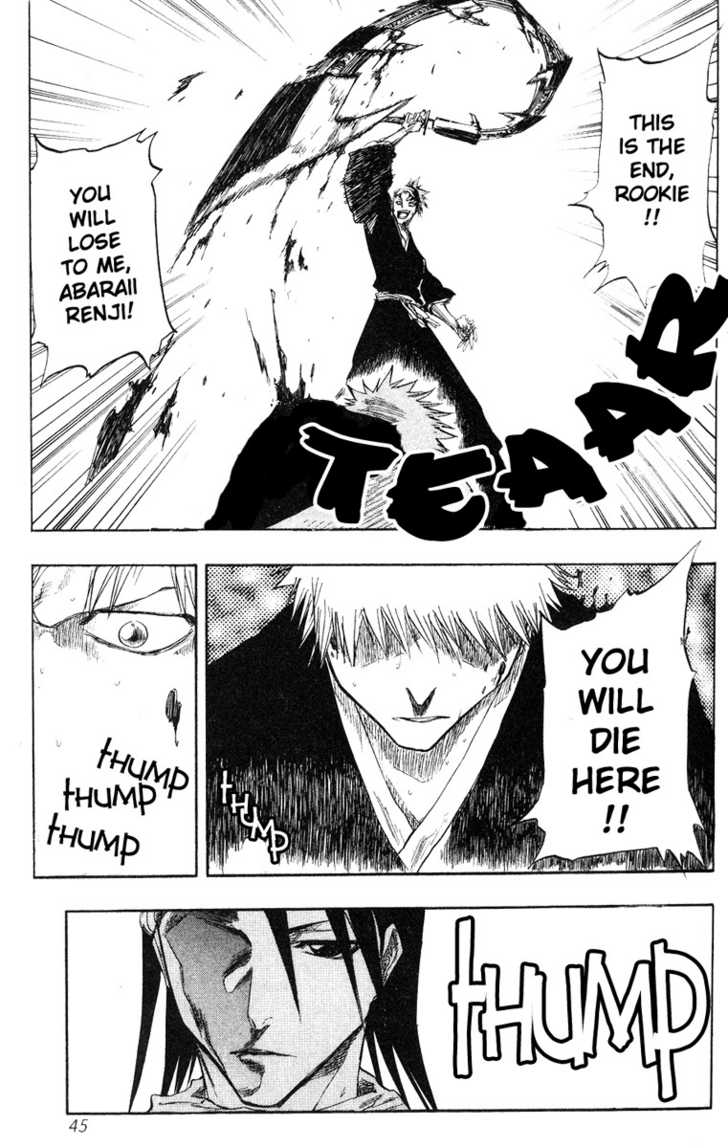 THIS
IS THE
END,
ROOKIE
!!
YOU
WILL
LOSE
TO ME,
ABARAII
RENJI!
TEAAR
YOU
WILL
DIE
HERE
!!
THUMP
THUMP
THUMP
THUMP
THUMP
45